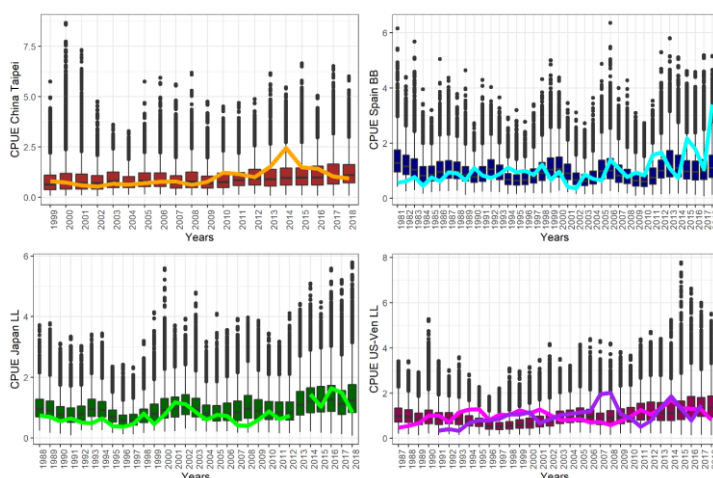 CPUE China Taipei
7.5
5.0
2.5
0.0
1999 2000 2001 2002 2003 2004 2005 2006 2007 2008 2009 2010 2011 2012 2013 2014 2015 2016 2017 2018
Years
CPUE Spain BB
6
4
2
0
1981 1982 1983 1984 1985 1986 1987 1988 1989 1990 1991 1992 1993 1994 1995 1996 1997 1998 1999 2000 2001 2002 2003 2004 2005 2006 2007 2008 2009 2010 2011 2012 2013 2014 2015 2016 2017 2018
Years
CPUE Japan LL
6
4
2
0
1988 1989 1990 1991 1992 1993 1994 1995 1996 1997 1998 1999 2000 2001 2002 2003 2004 2005 2006 2007 2008 2009 2010 2011 2012 2013 2014 2015 2016 2017 2018
Years
CPUE US-Ven LL
8
6
4
2
0
1987 1988 1989 1990 1991 1992 1993 1994 1995 1996 1997 1998 1999 2000 2001 2002 2003 2004 2005 2006 2007 2008 2009 2010 2011 2012 2013 2014 2015 2016 2017 2018
Years